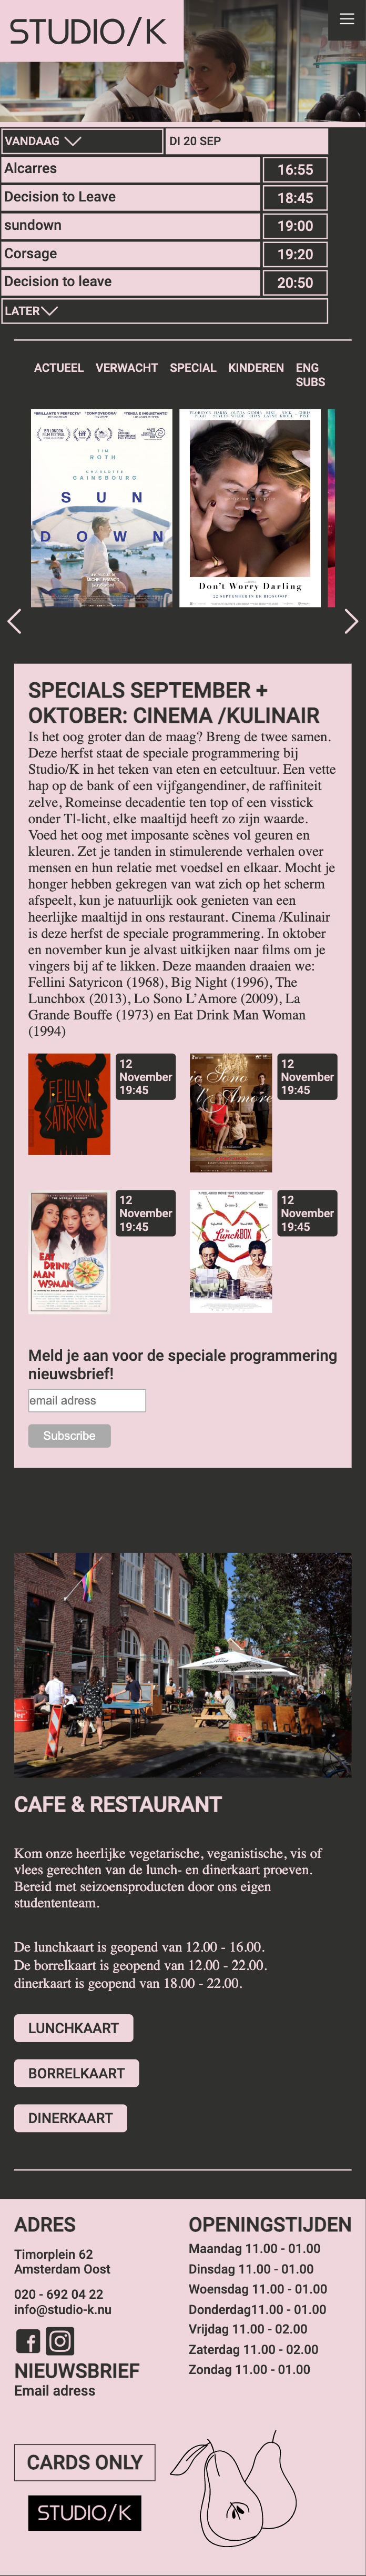 STUDIO/K
VANDAAG
DI 20 SEP
Alcarres 16:55
Decision to Leave 18:45
sundown 19:00
Corsage 19:20
Decision to leave 20:50
LATER
ACTUEEL VERWACHT SPECIAL KINDEREN ENG
SUBS
TIM
ROTH
CHARLOTTE
GAINSBOURG
SUN
DOWN
Don't Worry Darling
22 SEPTEMBER IN DE BIOSCOOP
SPECIALS SEPTEMBER +
OKTOBER: CINEMA /KULINAIR
Is het oog groter dan de maag? Breng de twee samen.
Deze herfst staat de speciale programmering bij
Studio/K in het teken van eten en eetcultuur. Een vette
hap op de bank of een vijfgangendiner, de raffiniteit
zelve, Romeinse decadentie ten top of een visstick
onder Tl-licht, elke maaltijd heeft zo zijn waarde.
Voed het oog met imposante scènes vol geuren en
kleuren. Zet je tanden in stimulerende verhalen over
mensen en hun relatie met voedsel en elkaar. Mocht je
honger hebben gekregen van wat zich op het scherm
afspeelt, kun je natuurlijk ook genieten van een
heerlijke maaltijd in ons restaurant. Cinema /Kulinair
is deze herfst de speciale programmering. In oktober
en november kun je alvast uitkijken naar films om je
vingers bij af te likken. Deze maanden draaien we:
Fellini Satyricon (1968), Big Night (1996), The
Lunchbox (2013), Lo Sono L'Amore (2009), La
Grande Bouffe (1973) en Eat Drink Man Woman
(1994)
FELLINI
SATYRICON
12
November
19:45
io Sono
l'Amore
12
November
19:45
EAT
DRINK
MAN
WOMAN
12
November
19:45
The
LUNCHBOX
12
November
19:45
Meld je aan voor de speciale programmering
nieuwsbrief!
email adress
Subscribe
CAFE & RESTAURANT
Kom onze heerlijke vegetarische, veganistische, vis of
vlees gerechten van de lunch- en dinerkaart proeven.
Bereid met seizoensproducten door ons eigen
studententeam.
De lunchkaart is geopend van 12.00 - 16.00.
De borrelkaart is geopend van 12.00 - 22.00.
dinerkaart is geopend van 18.00 - 22.00.
LUNCHKAART
BORRELKAART
DINERKAART
ADRES
Timorplein 62
Amsterdam Oost
020 - 692 04 22
info@studio-k.nu
NIEUWSBRIEF
Email adress
OPENINGSTIJDEN
Maandag 11.00 - 01.00
Dinsdag 11.00 - 01.00
Woensdag 11.00 - 01.00
Donderdag11.00 - 01.00
Vrijdag 11.00 - 02.00
Zaterdag 11.00 - 02.00
Zondag 11.00 - 01.00
CARDS ONLY
STUDIO/K